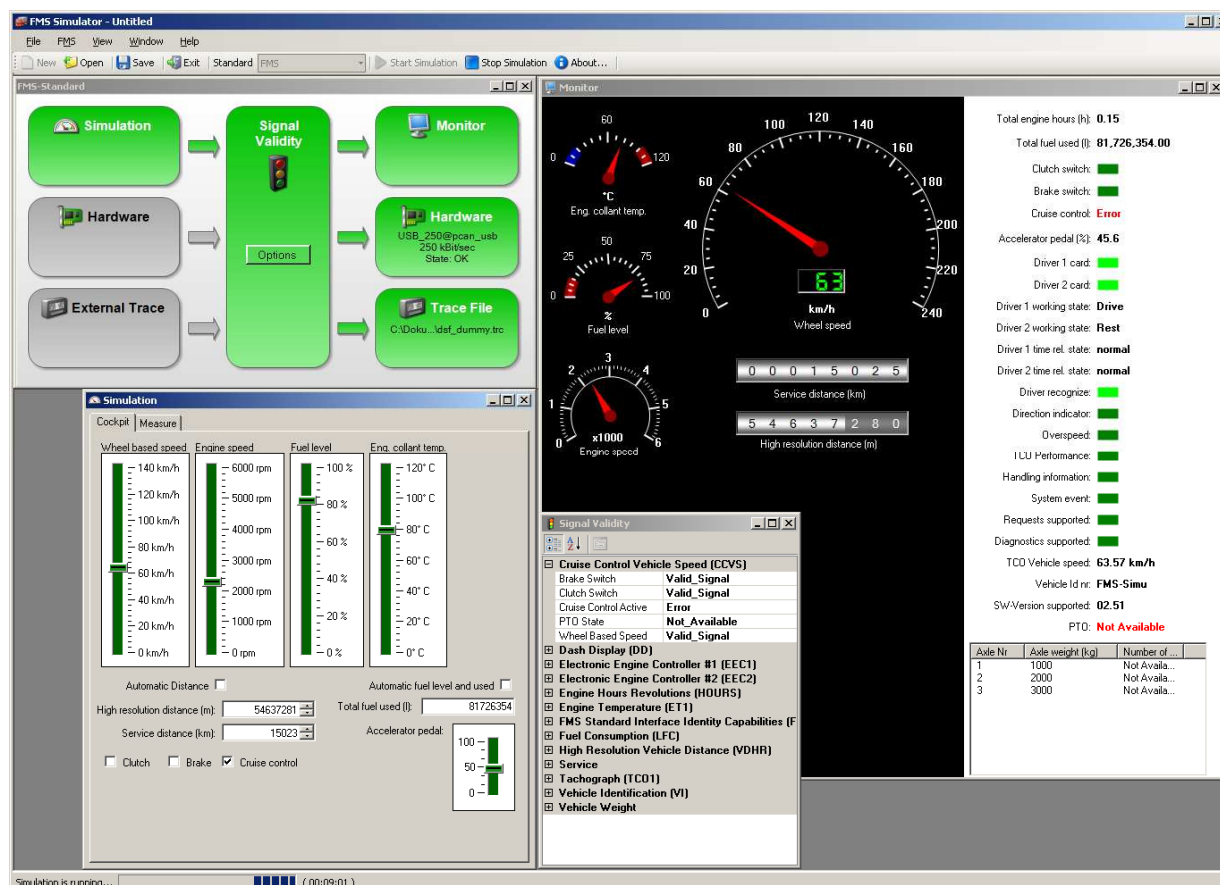 FMS Simulator - Untitled
File FMS View Window Help
New Open Save Exit Standard FMS Start Simulation Stop Simulation About...
FMS-Standard
Simulation
Signal Validity
Monitor
Hardware
Options
Hardware
USB_250@pcan_usb
250 kBit/sec
State: OK
External Trace
Trace File
C:\Doku...\dsf_dummy.trc
Simulation
Cockpit Measure
Wheel based speed Engine speed Fuel level Eng. collant temp.
140 km/h 6000 rpm 100 % 120° C
120 km/h 5000 rpm 80 % 100° C
100 km/h 4000 rpm 60 % 80° C
80 km/h 3000 rpm 40 % 60° C
60 km/h 2000 rpm 20 % 40° C
40 km/h 1000 rpm 0 % 20° C
20 km/h 0 rpm 0° C
0 km/h
Automatic Distance Automatic fuel level and used
High resolution distance (m): 54637281 Total fuel used (l): 81726354
Service distance (km): 15023 Accelerator pedal:
100
50
0
Clutch Brake Cruise control
Monitor
0 60 120
°C
Eng. collant temp.
0 50 75 100
%
Fuel level
0 1 2 3 4 5 6
x1000
Engine speed
0 20 40 60 80 100 120 140 160 180 200 220 240
63
km/h
Wheel speed
0 0 0 1 5 0 2 5
Service distance (km)
5 4 6 3 7 2 8 0
High resolution distance (m)
Total engine hours (h): 0.15
Total fuel used (l): 81,726,354.00
Clutch switch:
Brake switch:
Cruise control: Error
Accelerator pedal (%): 45.6
Driver 1 card:
Driver 2 card:
Driver 1 working state: Drive
Driver 2 working state: Rest
Driver 1 time rel. state: normal
Driver 2 time rel. state: normal
Driver recognize:
Direction indicator:
Overspeed:
TCU Performance:
Handling information:
System event:
Requests supported:
Diagnostics supported:
TCO Vehicle speed: 63.57 km/h
Vehicle Id nr: FMS-Simu
SW-Version supported: 02.51
PTO: Not Available
Axle Nr Axle weight (kg) Number of ...
1 1000 Not Availa...
2 2000 Not Availa...
3 3000 Not Availa...
Signal Validity
Cruise Control Vehicle Speed (CCVS)
Brake Switch Valid_Signal
Clutch Switch Valid_Signal
Cruise Control Active Error
PTO State Not_Available
Wheel Based Speed Valid_Signal
Dash Display (DD)
Electronic Engine Controller #1 (EEC1)
Electronic Engine Controller #2 (EEC2)
Engine Hours Revolutions (HOURS)
Engine Temperature (ET1)
FMS Standard Interface Identity Capabilities (F
Fuel Consumption (LFC)
High Resolution Vehicle Distance (VDHR)
Service
Tachograph (TCO1)
Vehicle Identification (VI)
Vehicle Weight
Simulation is running... ( 00:09:01 )